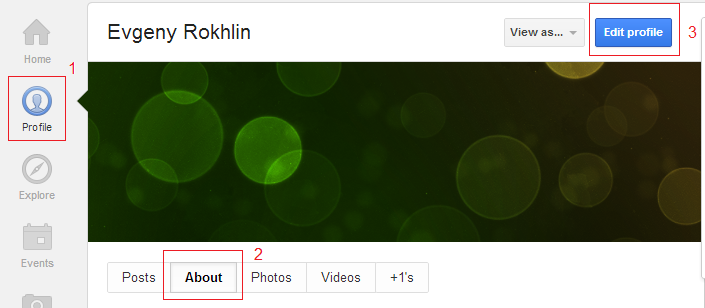 Evgeny Rokhlin
View as...
Edit profile
3
Home
1
Profile
Explore
Events
2
Posts
About
Photos
Videos
+1's